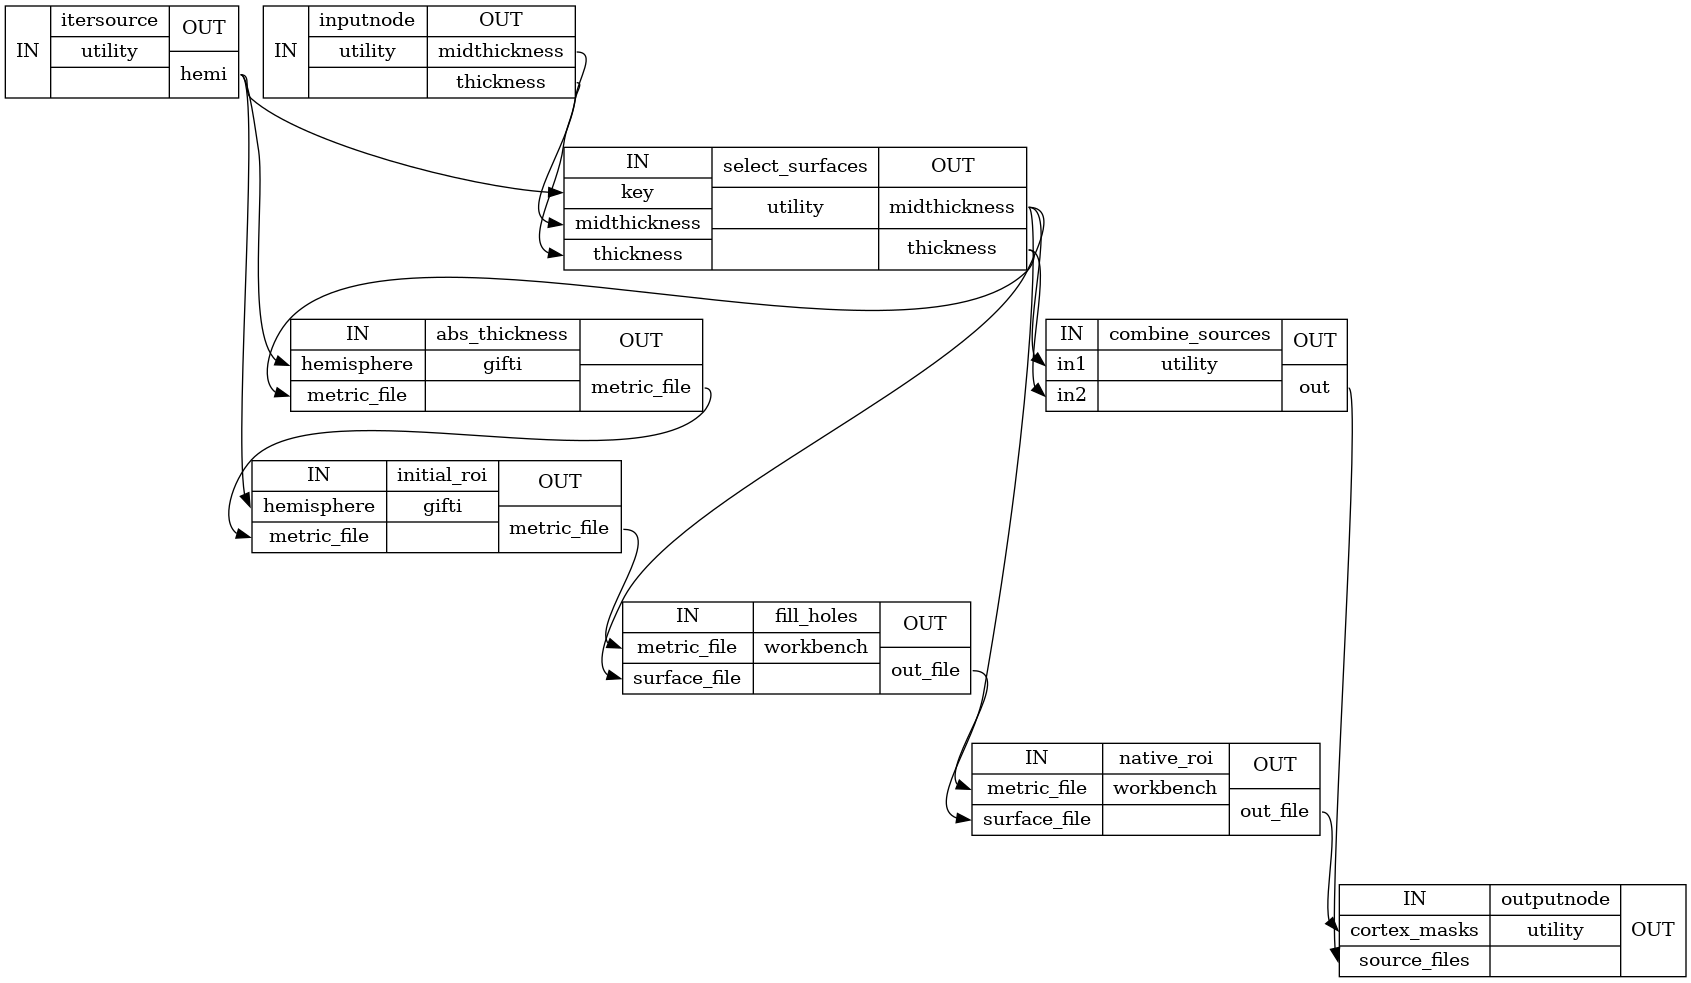 IN
itersource
utility
OUT
hemi
IN
inputnode
utility
OUT
midthickness
thickness
IN
key
midthickness
thickness
select_surfaces
utility
OUT
midthickness
thickness
IN
hemisphere
metric_file
abs_thickness
gifti
OUT
metric_file
IN
in1
in2
combine_sources
utility
OUT
out
IN
hemisphere
metric_file
initial_roi
gifti
OUT
metric_file
IN
metric_file
surface_file
fill_holes
workbench
OUT
out_file
IN
metric_file
surface_file
native_roi
workbench
OUT
out_file
IN
cortex_masks
source_files
outputnode
utility
OUT